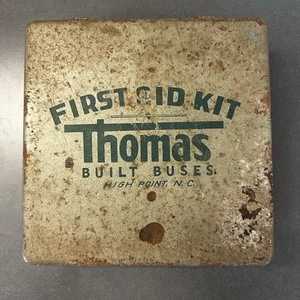 FIRST AID KIT
Thomas
BUILT BUSES
HIGH POINT, N.C.